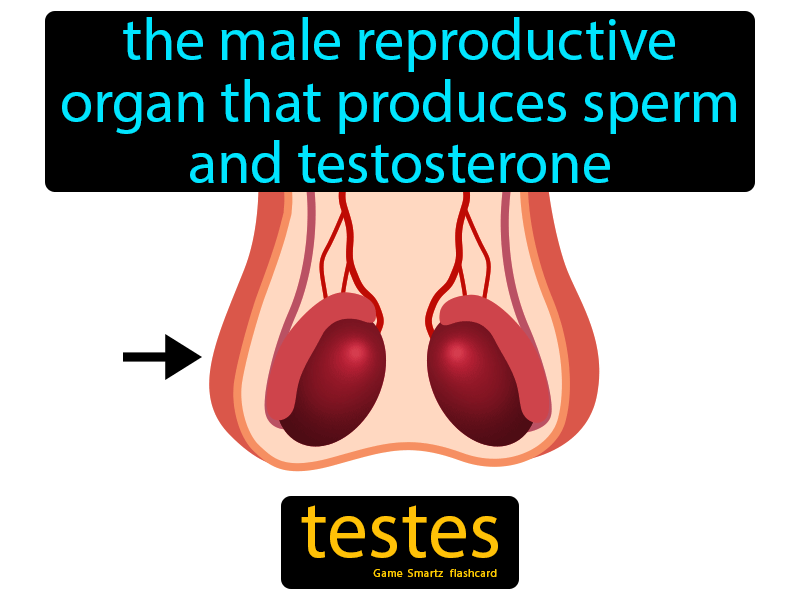 the male reproductive
organ that produces sperm
and testosterone
testes
Game Smartz flashcard